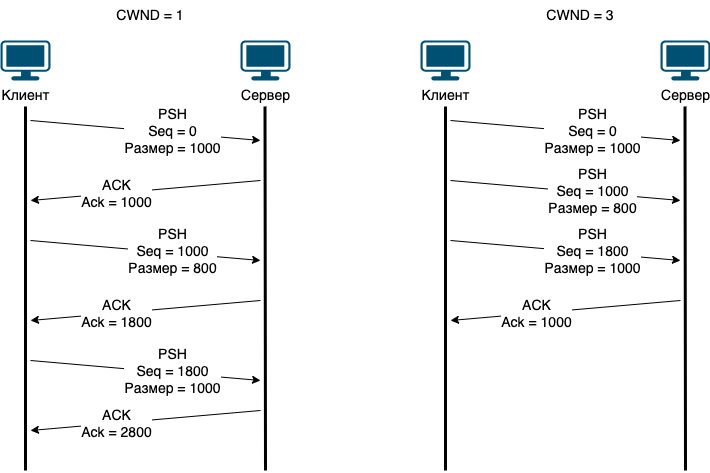 CWND = 1
Клиент
Сервер
PSH
Seq = 0
Размер = 1000
ACK
Ack = 1000
PSH
Seq = 1000
Размер = 800
ACK
Ack = 1800
PSH
Seq = 1800
Размер = 1000
ACK
Ack = 2800
CWND = 3
Клиент
Сервер
PSH
Seq = 0
Размер = 1000
PSH
Seq = 1000
Размер = 800
PSH
Seq = 1800
Размер = 1000
ACK
Ack = 1000